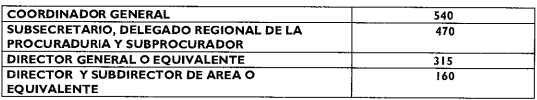 COORDINADOR GENERAL 540
SUBSECRETARIO, DELEGADO REGIONAL DE LA 470
PROCURADURIA Y SUBPROCURADOR
DIRECTOR GENERAL O EQUIVALENTE 315
DIRECTOR Y SUBDIRECTOR DE AREA O 160
EQUIVALENTE